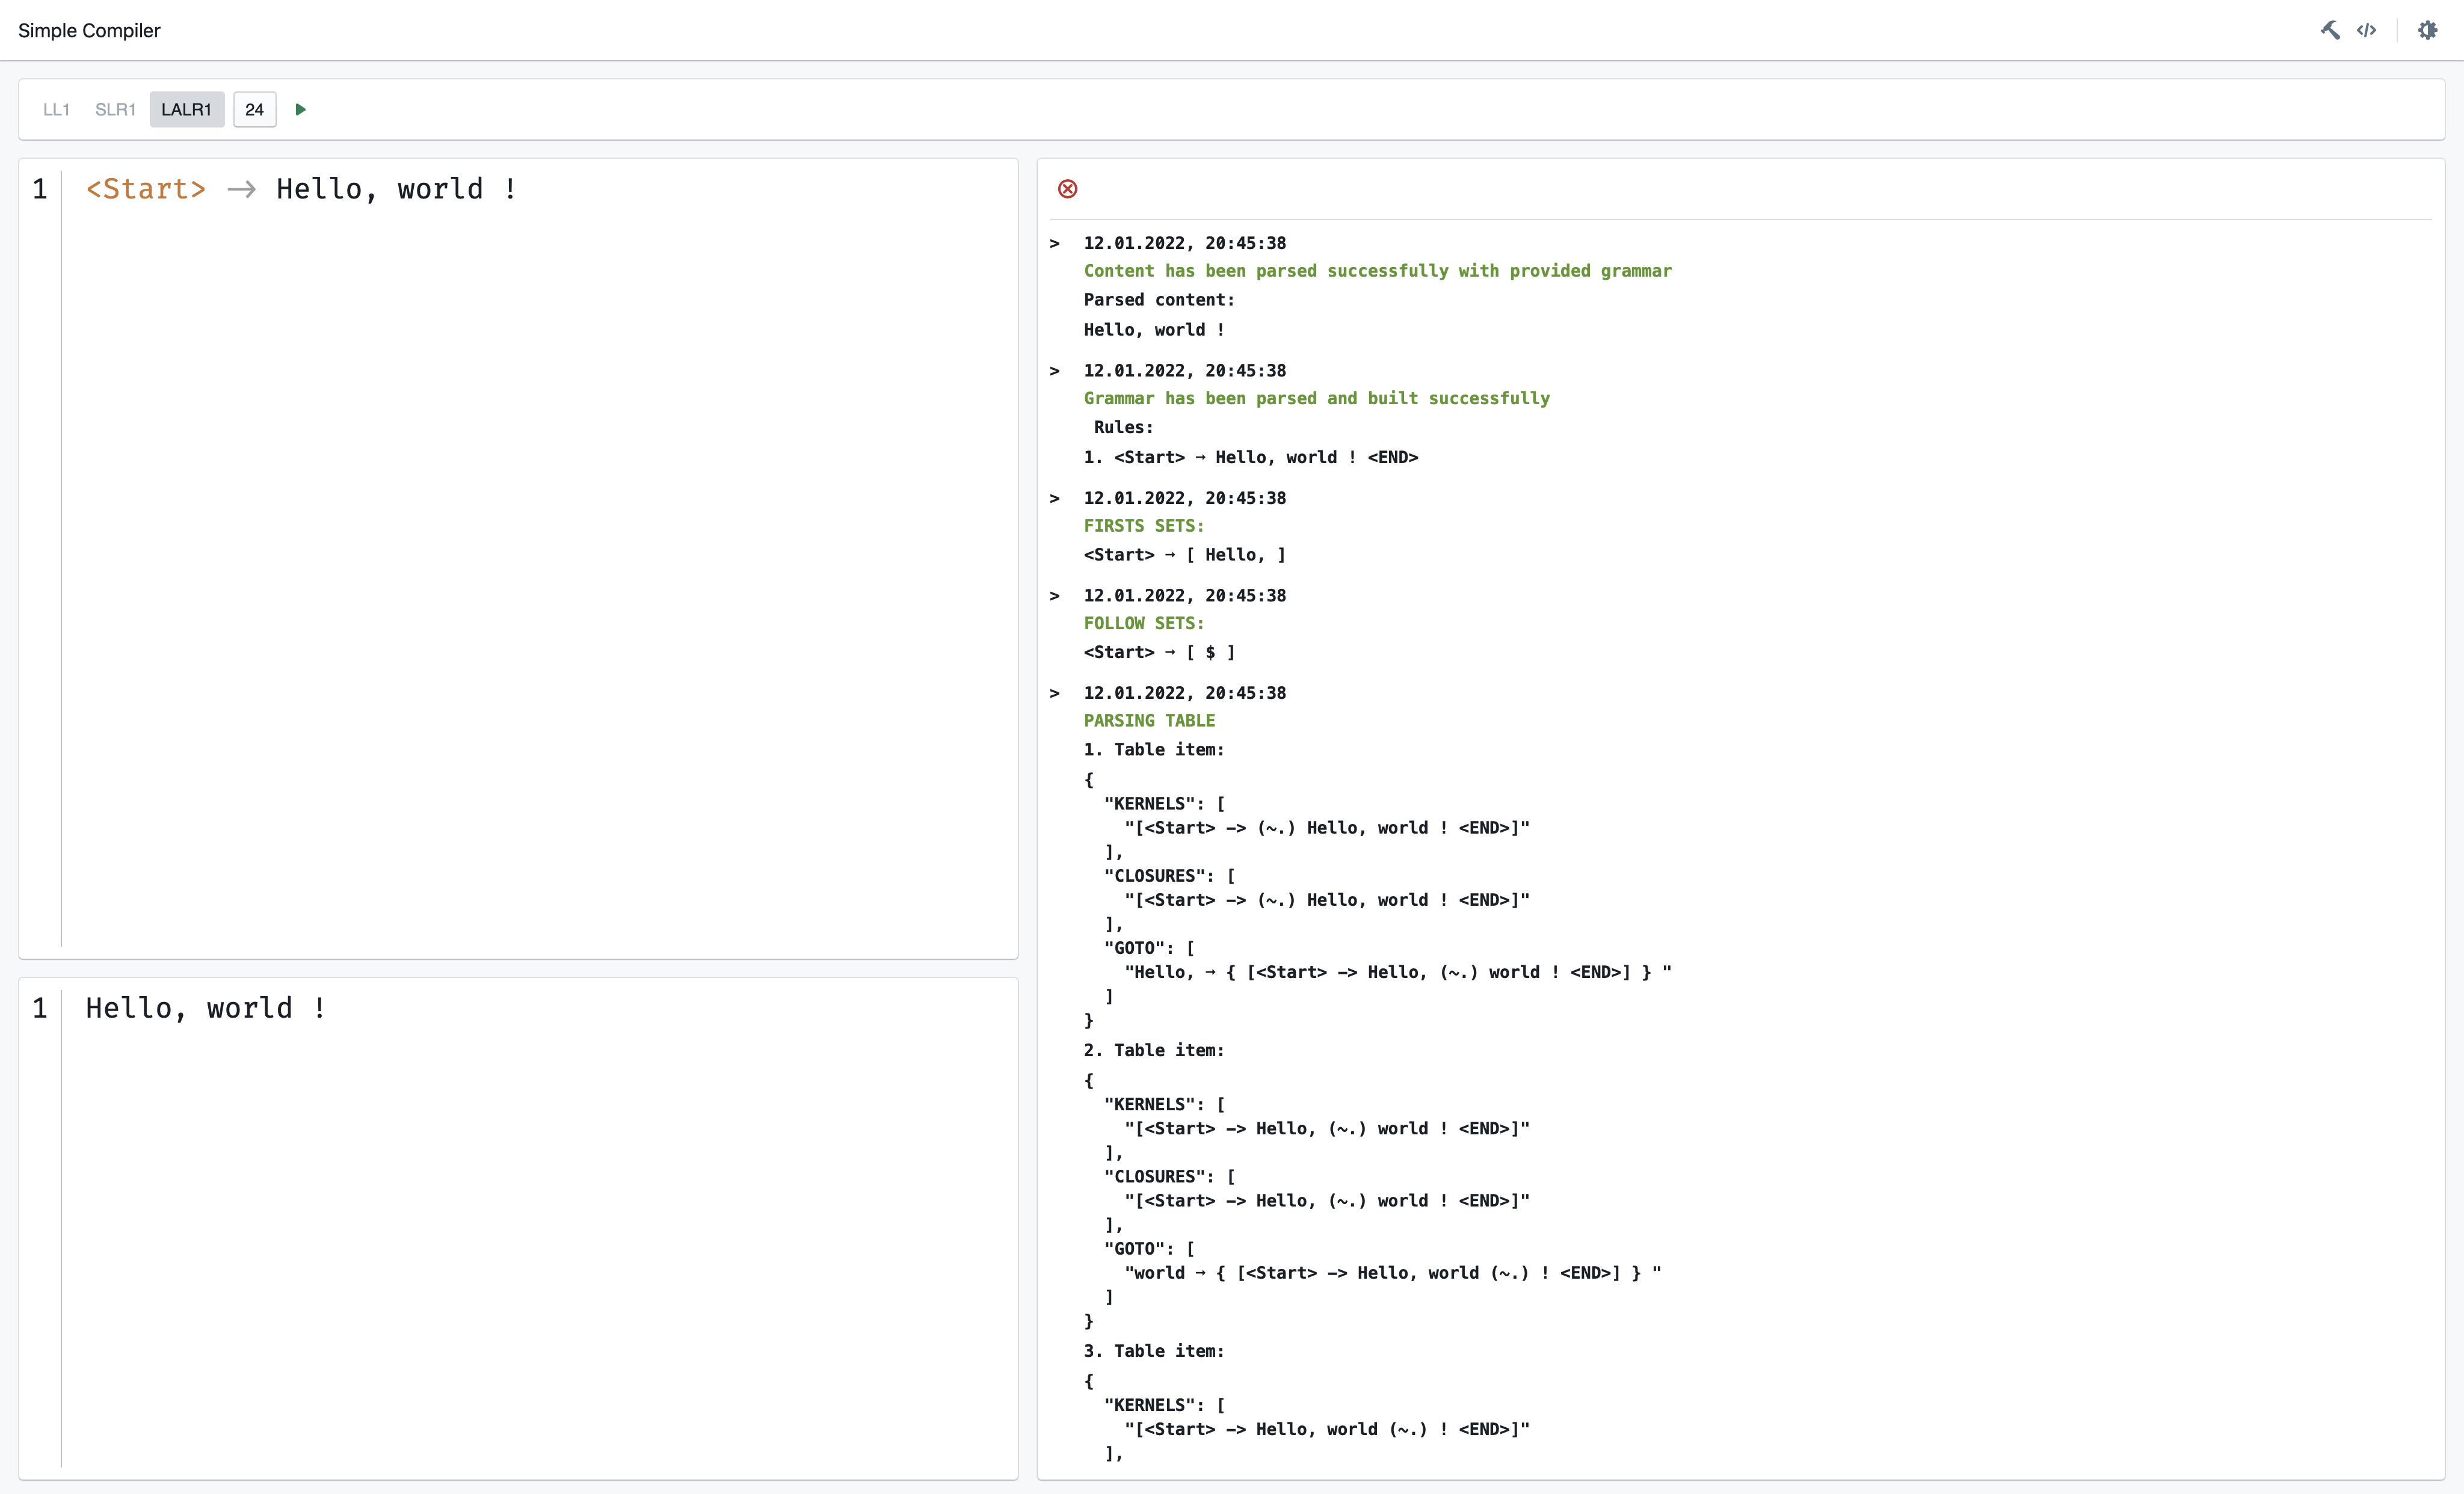 Simple Compiler
LL1 SLR1 LALR1 24
1 <Start> → Hello, world !
1 Hello, world !
> 12.01.2022, 20:45:38
Content has been parsed successfully with provided grammar
Parsed content:
Hello, world !
> 12.01.2022, 20:45:38
Grammar has been parsed and built successfully
Rules:
1. <Start> → Hello, world ! <END>
> 12.01.2022, 20:45:38
FIRSTS SETS:
<Start> → [ Hello, ]
> 12.01.2022, 20:45:38
FOLLOW SETS:
<Start> → [ $ ]
> 12.01.2022, 20:45:38
PARSING TABLE
1. Table item:
{
"KERNELS": [
"[<Start> -> (~.) Hello, world ! <END>]"
],
"CLOSURES": [
"[<Start> -> (~.) Hello, world ! <END>]"
],
"GOTO": [
"Hello, → { [<Start> -> Hello, (~.) world ! <END>] } "
]
}
2. Table item:
{
"KERNELS": [
"[<Start> -> Hello, (~.) world ! <END>]"
],
"CLOSURES": [
"[<Start> -> Hello, (~.) world ! <END>]"
],
"GOTO": [
"world → { [<Start> -> Hello, world (~.) ! <END>] } "
]
}
3. Table item:
{
"KERNELS": [
"[<Start> -> Hello, world (~.) ! <END>]"
],